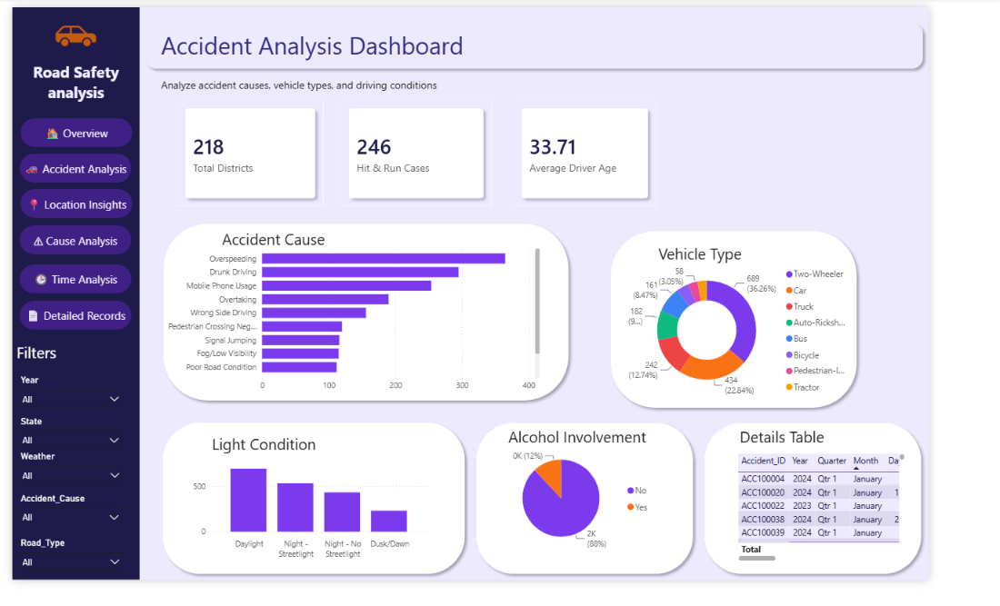 Road Safety
analysis
🏠 Overview
🚗 Accident Analysis
📍 Location Insights
⚠ Cause Analysis
🕒 Time Analysis
📄 Detailed Records
Filters
Year
All
State
All
Weather
All
Accident_Cause
All
Road_Type
All
Accident Analysis Dashboard
Analyze accident causes, vehicle types, and driving conditions
218
Total Districts
246
Hit & Run Cases
33.71
Average Driver Age
Accident Cause
Overspeeding
Drunk Driving
Mobile Phone Usage
Overtaking
Wrong Side Driving
Pedestrian Crossing Neg...
Signal Jumping
Fog/Low Visibility
Poor Road Condition
0 100 200 300 400
Vehicle Type
58
(3.05%)
161
(8.47%)
182
(9...)
242
(12.74%)
434
(22.84%)
689
(36.26%)
Two-Wheeler
Car
Truck
Auto-Ricksh...
Bus
Bicycle
Pedestrian-I...
Tractor
Light Condition
500
0
Daylight
Night -
Streetlight
Night - No
Streetlight
Dusk/Dawn
Alcohol Involvement
0K (12%)
2K
(88%)
No
Yes
Details Table
Accident_ID Year Quarter Month Da
ACC100004 2024 Qtr 1 January
ACC100020 2024 Qtr 1 January 1
ACC100022 2023 Qtr 1 January
ACC100038 2024 Qtr 1 January 2
ACC100039 2024 Qtr 1 January
Total